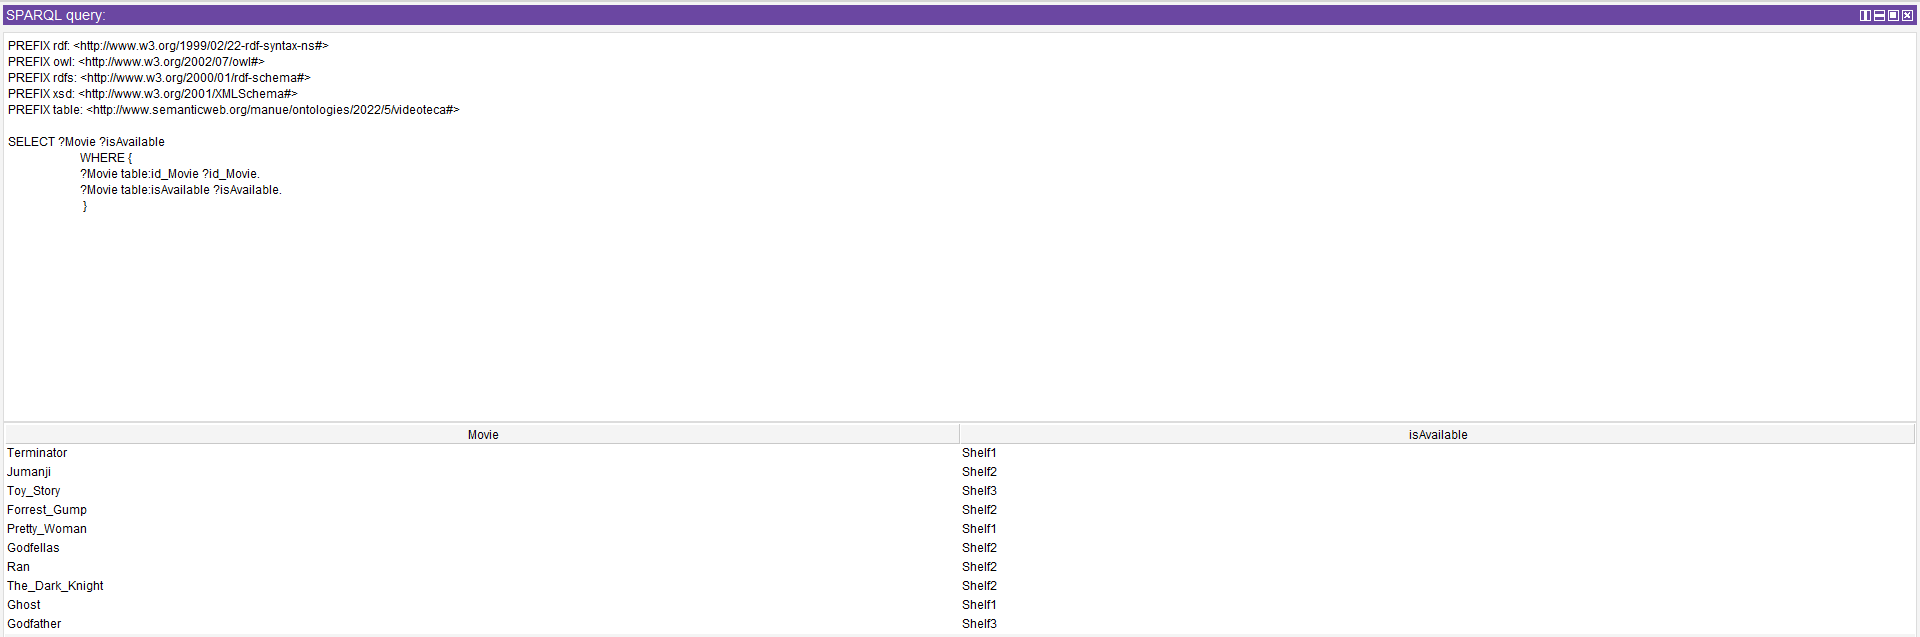 SPARQL query:
PREFIX rdf: <http://www.w3.org/1999/02/22-rdf-syntax-ns#>
PREFIX owl: <http://www.w3.org/2002/07/owl#>
PREFIX rdfs: <http://www.w3.org/2000/01/rdf-schema#>
PREFIX xsd: <http://www.w3.org/2001/XMLSchema#>
PREFIX table: <http://www.semanticweb.org/manue/ontologies/2022/5/videoteca#>
SELECT ?Movie ?isAvailable
WHERE {
?Movie table:id_Movie ?id_Movie.
?Movie table:isAvailable ?isAvailable.
}
Movie isAvailable
Terminator Shelf1
Jumanji Shelf2
Toy_Story Shelf3
Forrest_Gump Shelf2
Pretty_Woman Shelf1
Godfellas Shelf2
Ran Shelf2
The_Dark_Knight Shelf2
Ghost Shelf1
Godfather Shelf3